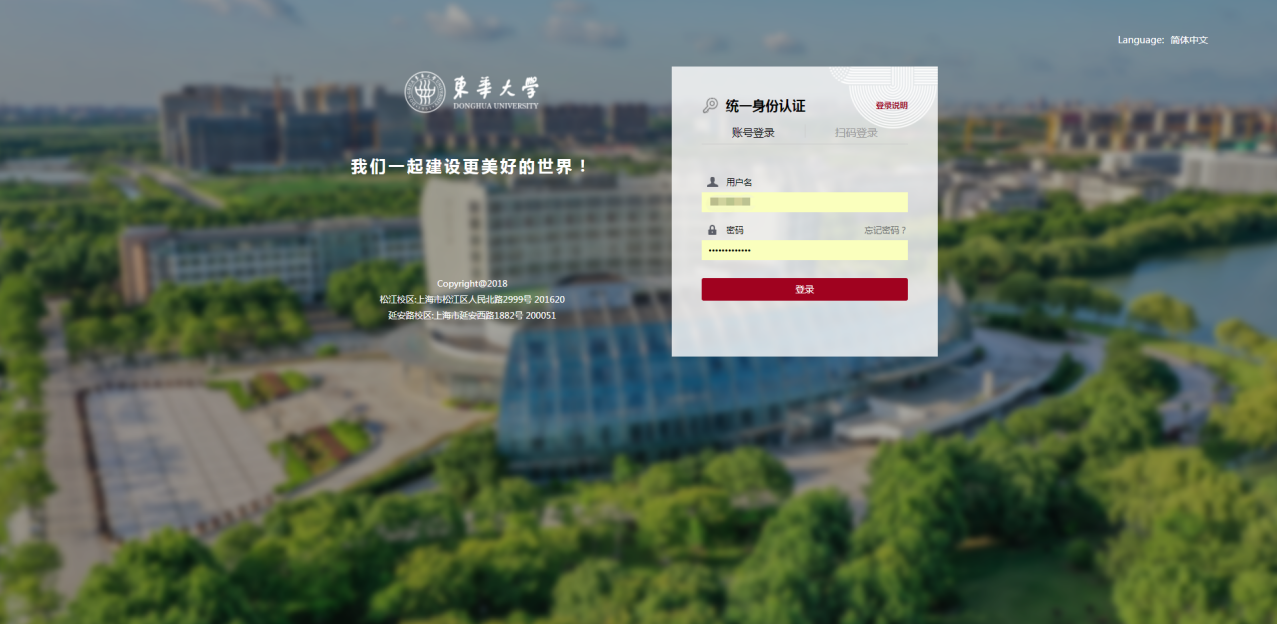 Language: 简体中文
東華大學
DONGHUA UNIVERSITY
我们一起建设更美好的世界！
Copyright@2018
松江校区:上海市松江区人民北路2999号 201620
延安路校区:上海市延安西路1882号 200051
统一身份认证
登录说明
账号登录
扫码登录
用户名
密码
忘记密码？
登录